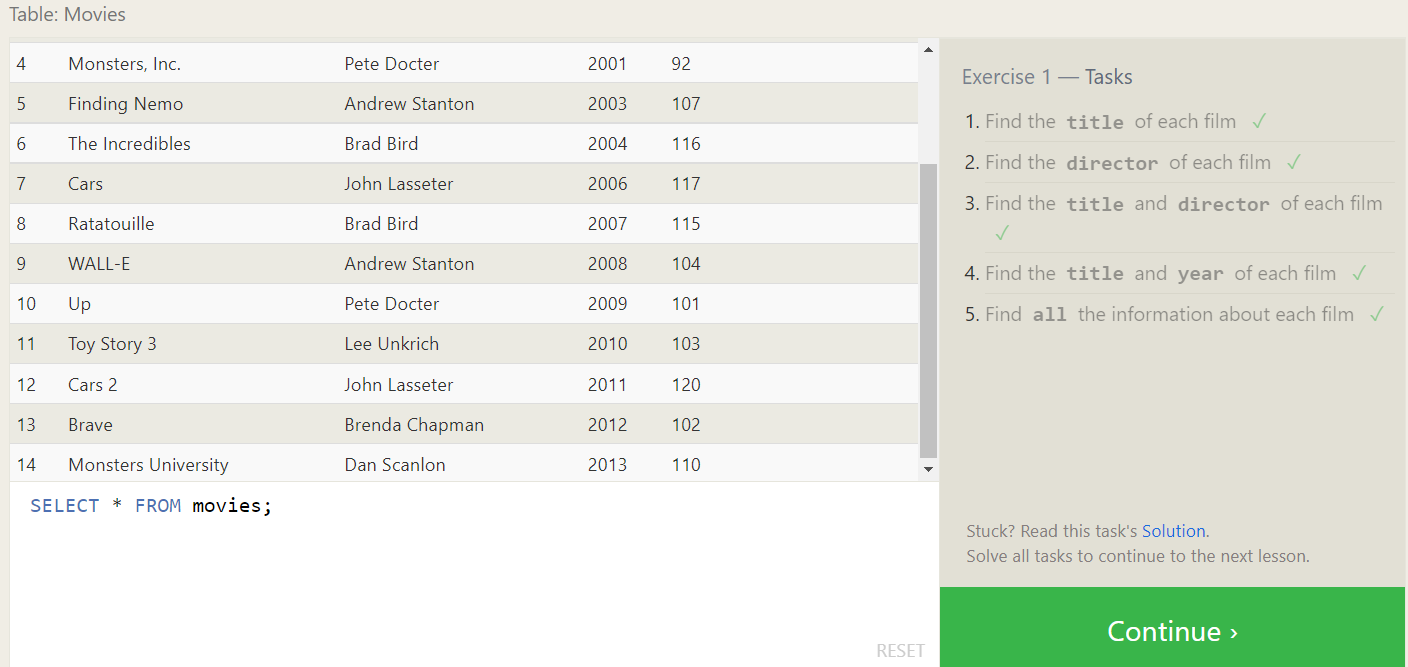 Table: Movies
4 Monsters, Inc. Pete Docter 2001 92
5 Finding Nemo Andrew Stanton 2003 107
6 The Incredibles Brad Bird 2004 116
7 Cars John Lasseter 2006 117
8 Ratatouille Brad Bird 2007 115
9 WALL-E Andrew Stanton 2008 104
10 Up Pete Docter 2009 101
11 Toy Story 3 Lee Unkrich 2010 103
12 Cars 2 John Lasseter 2011 120
13 Brave Brenda Chapman 2012 102
14 Monsters University Dan Scanlon 2013 110
SELECT * FROM movies;
RESET
Exercise 1 — Tasks
1. Find the title of each film ✓
2. Find the director of each film ✓
3. Find the title and director of each film
✓
4. Find the title and year of each film ✓
5. Find all the information about each film ✓
Stuck? Read this task's Solution.
Solve all tasks to continue to the next lesson.
Continue ›